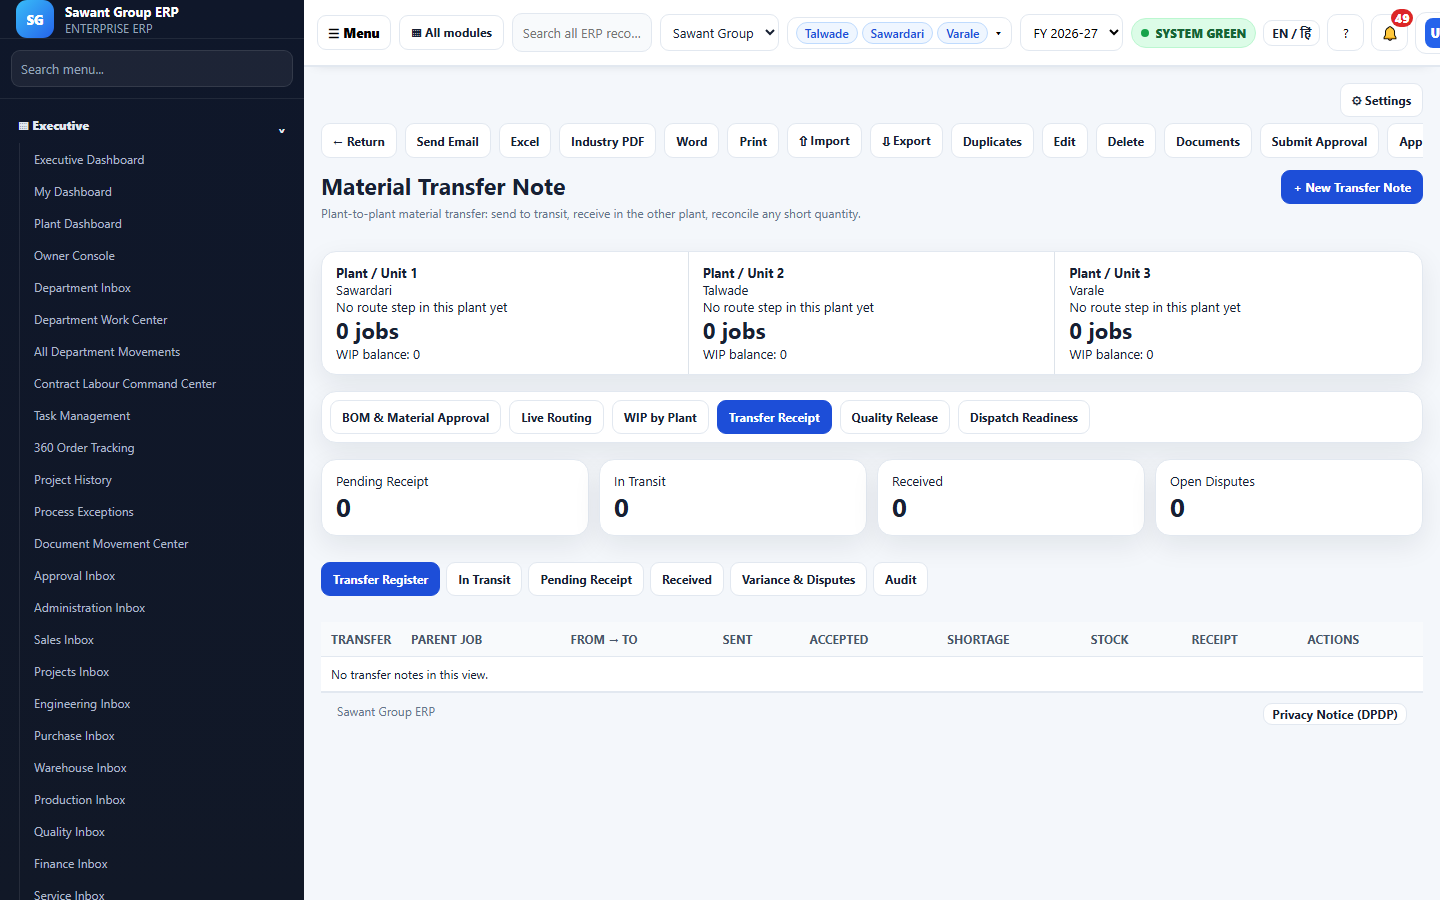 SG
Sawant Group ERP
ENTERPRISE ERP
Search menu...
Executive
Executive Dashboard
My Dashboard
Plant Dashboard
Owner Console
Department Inbox
Department Work Center
All Department Movements
Contract Labour Command Center
Task Management
360 Order Tracking
Project History
Process Exceptions
Document Movement Center
Approval Inbox
Administration Inbox
Sales Inbox
Projects Inbox
Engineering Inbox
Purchase Inbox
Warehouse Inbox
Production Inbox
Quality Inbox
Finance Inbox
Service Inbox
☰ Menu
All modules
Search all ERP reco...
Sawant Group
Talwade Sawardari Varale
FY 2026-27
SYSTEM GREEN
EN / हिं
?
49
U
⚙ Settings
← Return
Send Email
Excel
Industry PDF
Word
Print
⇧ Import
⇩ Export
Duplicates
Edit
Delete
Documents
Submit Approval
App
Material Transfer Note
+ New Transfer Note
Plant-to-plant material transfer: send to transit, receive in the other plant, reconcile any short quantity.
Plant / Unit 1
Sawardari
No route step in this plant yet
0 jobs
WIP balance: 0
Plant / Unit 2
Talwade
No route step in this plant yet
0 jobs
WIP balance: 0
Plant / Unit 3
Varale
No route step in this plant yet
0 jobs
WIP balance: 0
BOM & Material Approval
Live Routing
WIP by Plant
Transfer Receipt
Quality Release
Dispatch Readiness
Pending Receipt
0
In Transit
0
Received
0
Open Disputes
0
Transfer Register
In Transit
Pending Receipt
Received
Variance & Disputes
Audit
TRANSFER PARENT JOB FROM → TO SENT ACCEPTED SHORTAGE STOCK RECEIPT ACTIONS
No transfer notes in this view.
Sawant Group ERP
Privacy Notice (DPDP)